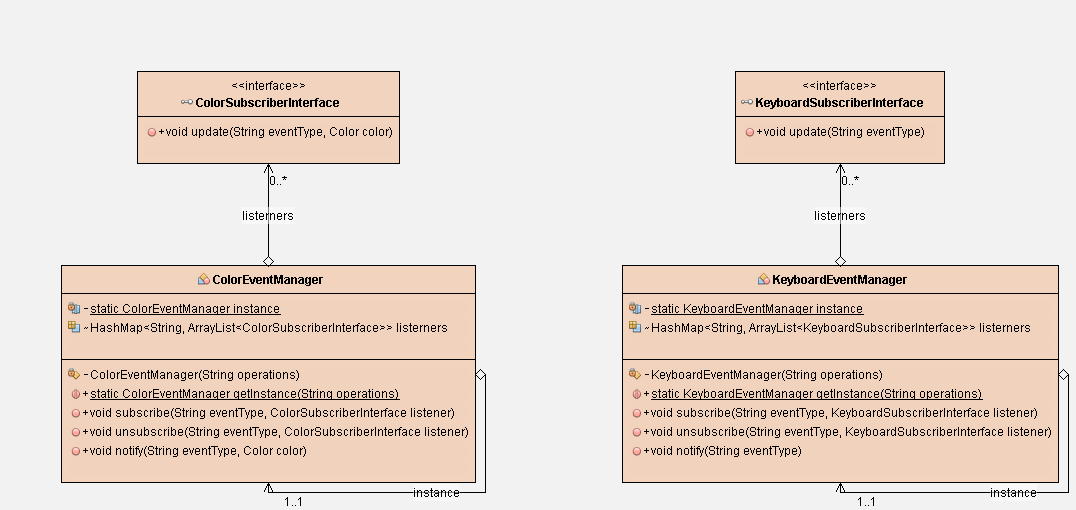 <<interface>>
ColorSubscriberInterface
+void update(String eventType, Color color)
0..*
listerners
ColorEventManager
-static ColorEventManager instance
~HashMap<String, ArrayList<ColorSubscriberInterface>> listerners
-ColorEventManager(String operations)
+static ColorEventManager getInstance(String operations)
+void subscribe(String eventType, ColorSubscriberInterface listener)
+void unsubscribe(String eventType, ColorSubscriberInterface listener)
+void notify(String eventType, Color color)
instance
1..1
<<interface>>
KeyboardSubscriberInterface
+void update(String eventType)
0..*
listerners
KeyboardEventManager
-static KeyboardEventManager instance
~HashMap<String, ArrayList<KeyboardSubscriberInterface>> listerners
-KeyboardEventManager(String operations)
+static KeyboardEventManager getInstance(String operations)
+void subscribe(String eventType, KeyboardSubscriberInterface listener)
+void unsubscribe(String eventType, KeyboardSubscriberInterface listener)
+void notify(String eventType)
instance
1..1